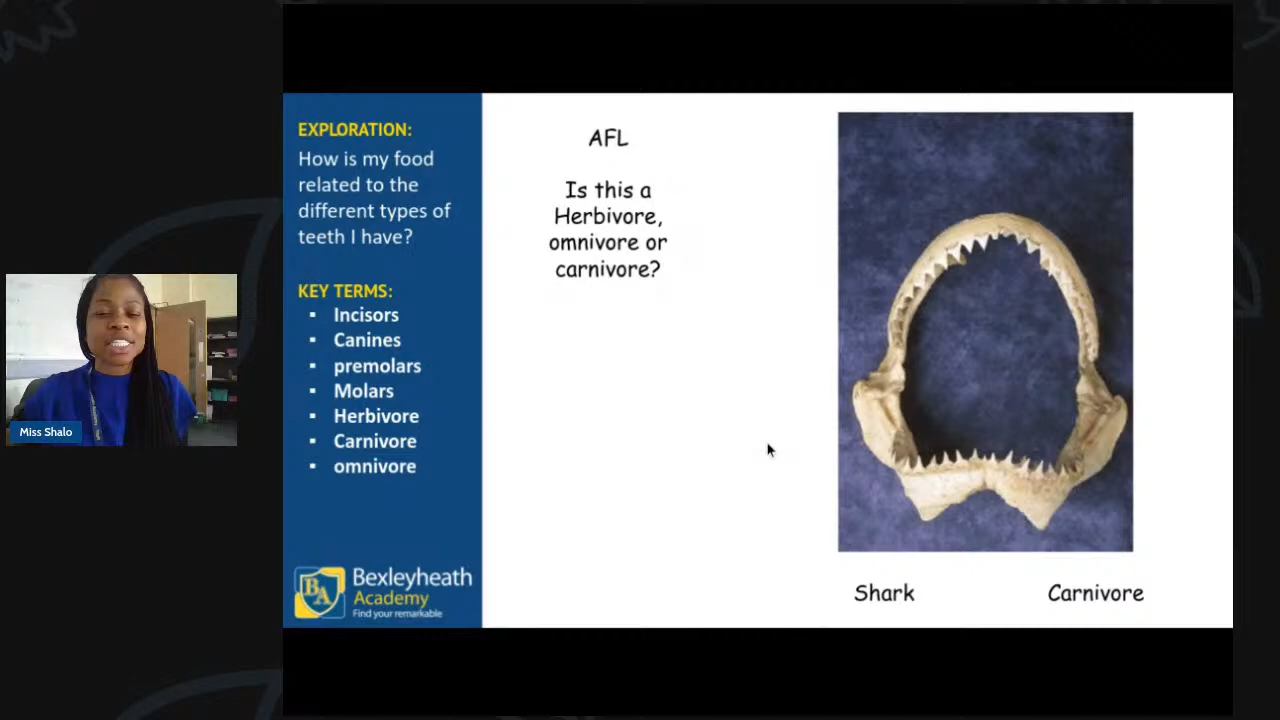 EXPLORATION:
How is my food
related to the
different types of
teeth I have?
KEY TERMS:
▪ Incisors
▪ Canines
▪ premolars
▪ Molars
▪ Herbivore
▪ Carnivore
▪ omnivore
BA
Bexleyheath
Academy
Find your remarkable
AFL
Is this a
Herbivore,
omnivore or
carnivore?
Shark
Carnivore
Miss Shalo